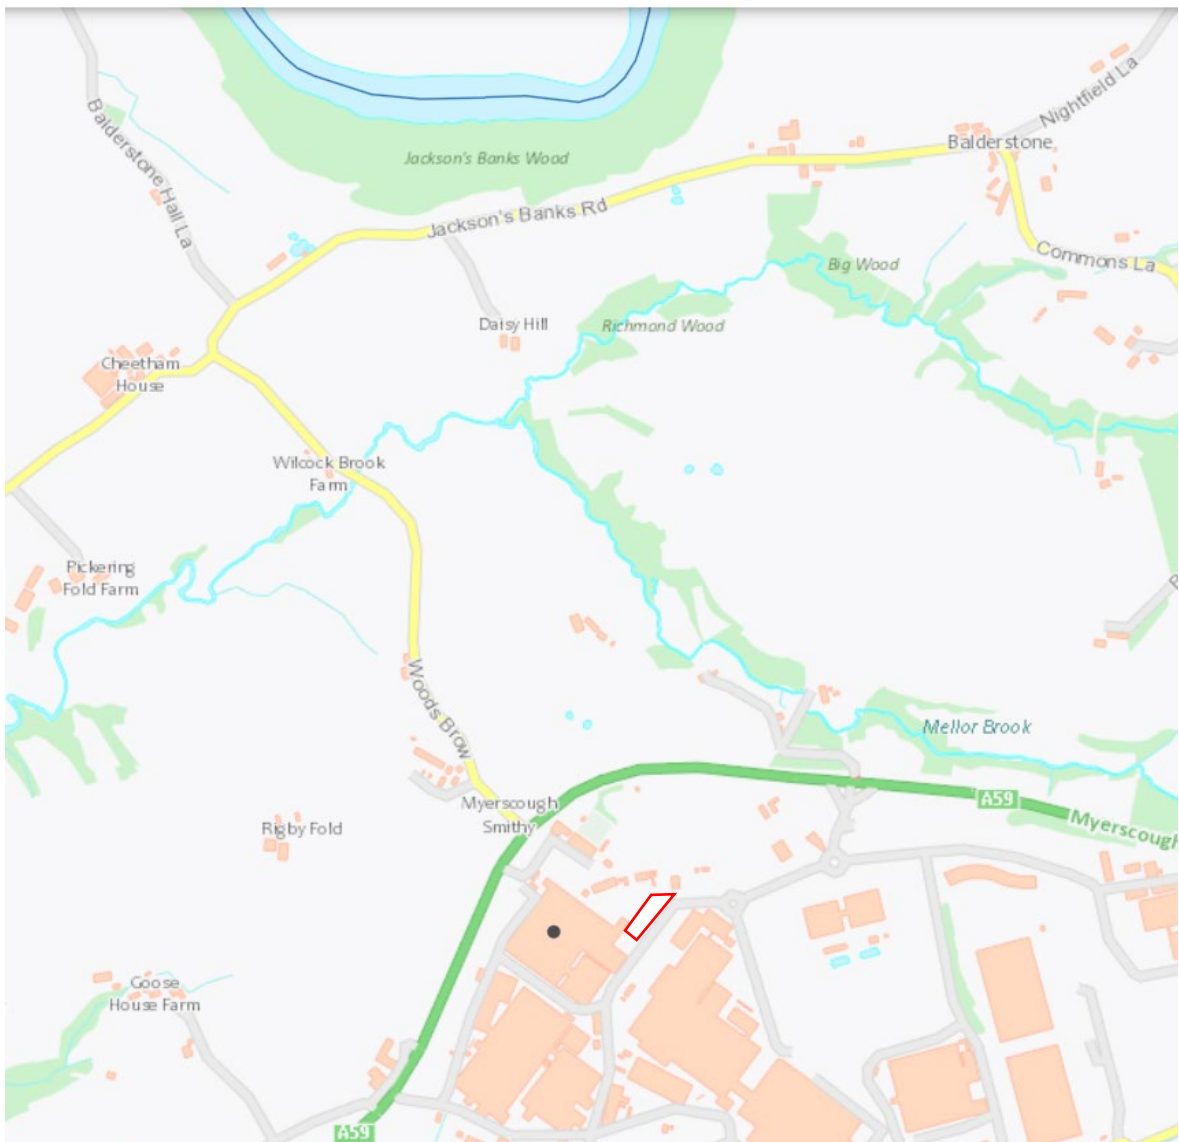 Balderstone Hall La
Jackson's Banks Wood
Nightfield La
Balderstone
Jackson's Banks Rd
Commons La
Big Wood
Daisy Hill
Richmond Wood
Cheetham
House
Wilcock Brook
Farm
Pickering
Fold Farm
Woods Brow
Mellor Brook
Myerscough
Smithy
A59
Myerscough
Rigby Fold
Goose
House Farm
A59